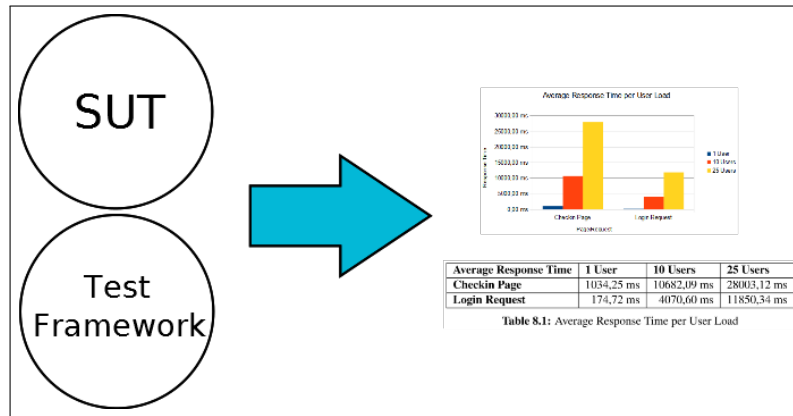 SUT
Test
Framework
Average Response Time per User Load
30000,00 ms
25000,00 ms
20000,00 ms
15000,00 ms
10000,00 ms
5000,00 ms
0,00 ms
Response Time
Checkin Page
Login Request
Page/Request
1 User
10 Users
25 Users
Average Response Time 1 User 10 Users 25 Users
Checkin Page 1034,25 ms 10682,09 ms 28003,12 ms
Login Request 174,72 ms 4070,60 ms 11850,34 ms
Table 8.1: Average Response Time per User Load